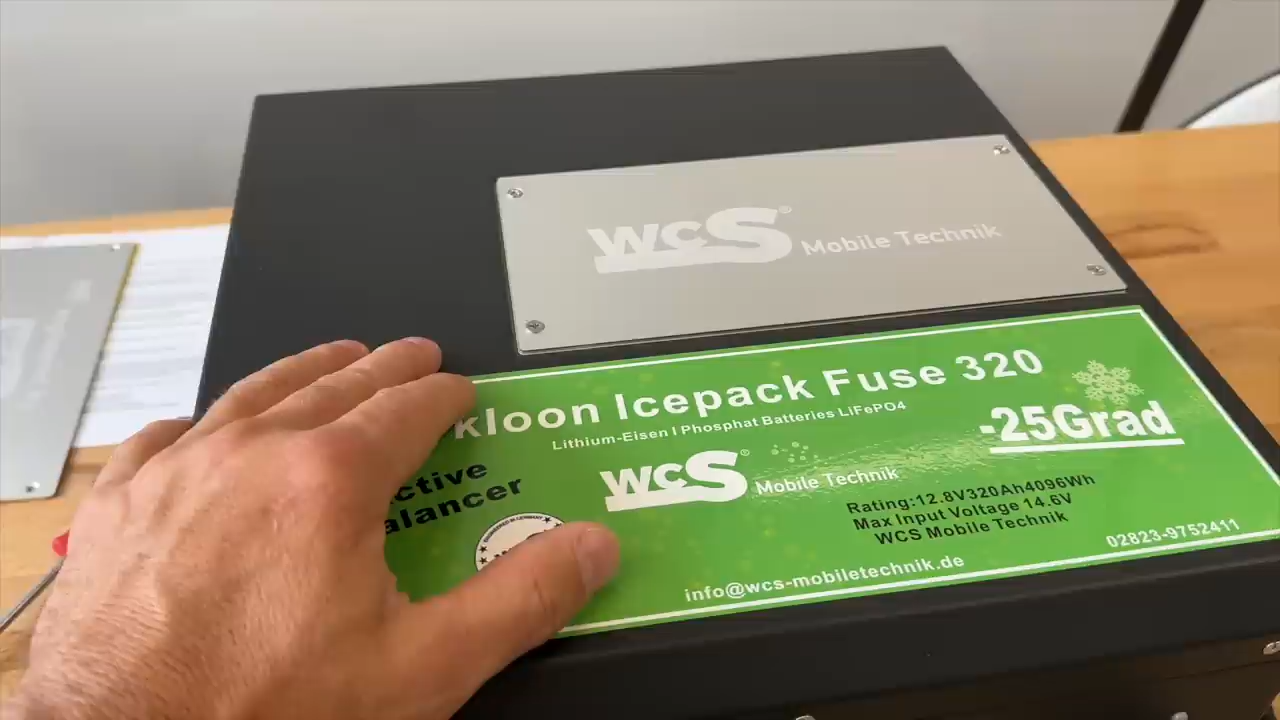 WCS® Mobile Technik
kloon Icepack Fuse 320
Lithium-Eisen I Phosphat Batteries LiFePO4
-25Grad
ctive
alancer
WCS® Mobile Technik
Rating:12.8V320Ah4096Wh
Max Input Voltage 14.6V
WCS Mobile Technik
02823-9752411
info@wcs-mobiletechnik.de